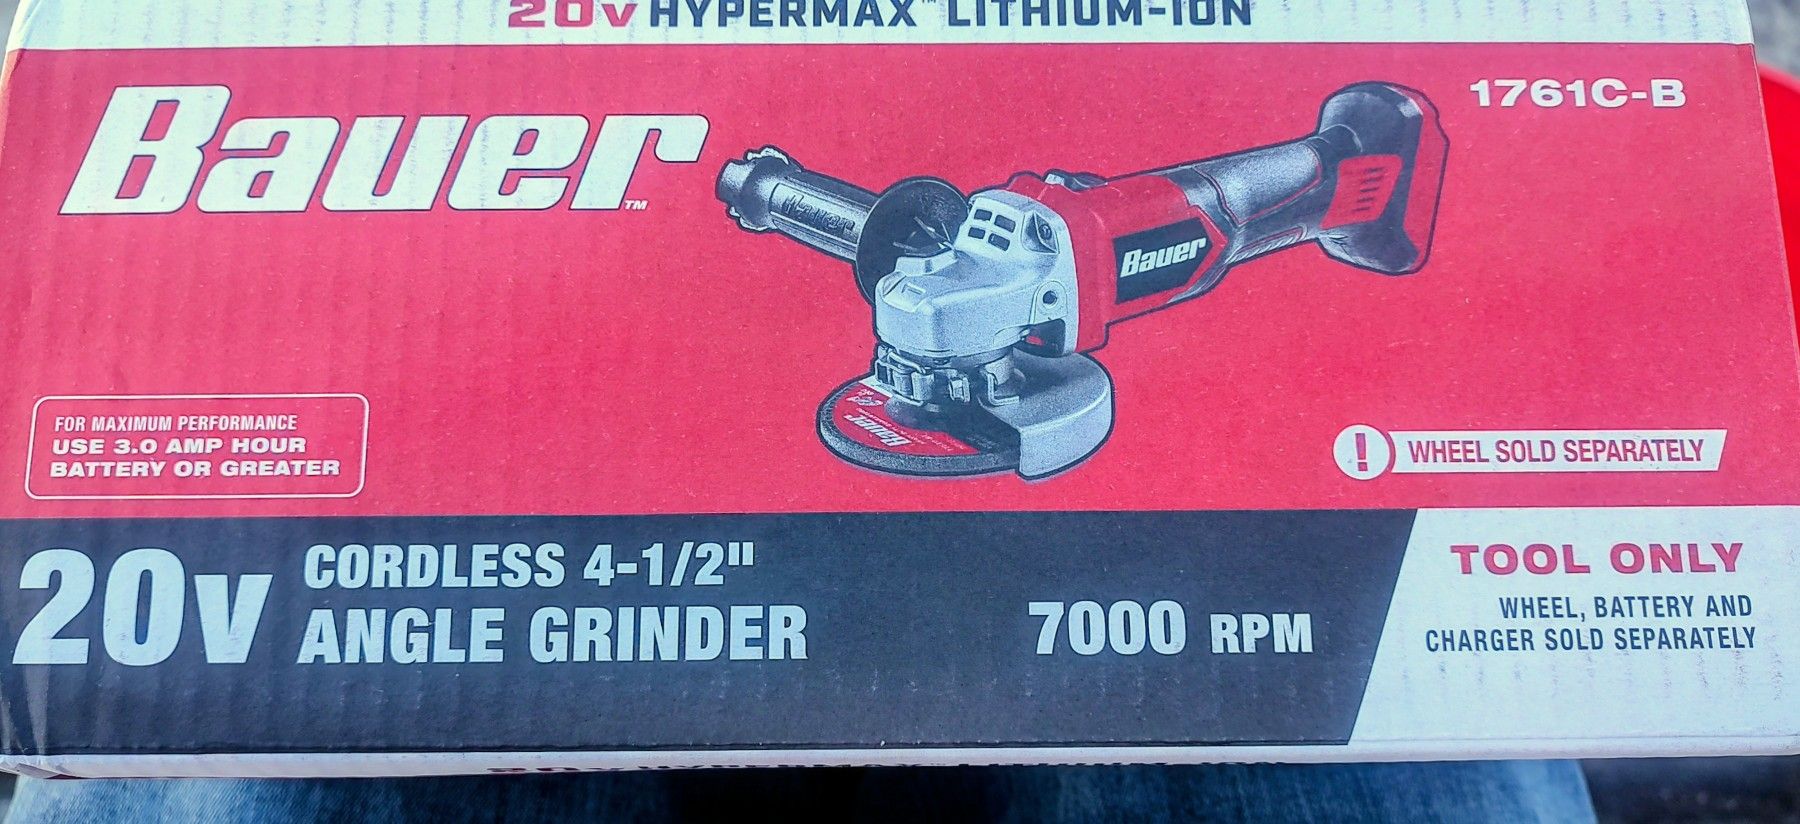 20v HYPERMAX™ LITHIUM-ION
Bauer™
1761C-B
Bauer
Bauer
FOR MAXIMUM PERFORMANCE
USE 3.0 AMP HOUR
BATTERY OR GREATER
! WHEEL SOLD SEPARATELY
20v
CORDLESS 4-1/2"
ANGLE GRINDER
7000 RPM
TOOL ONLY
WHEEL, BATTERY AND
CHARGER SOLD SEPARATELY